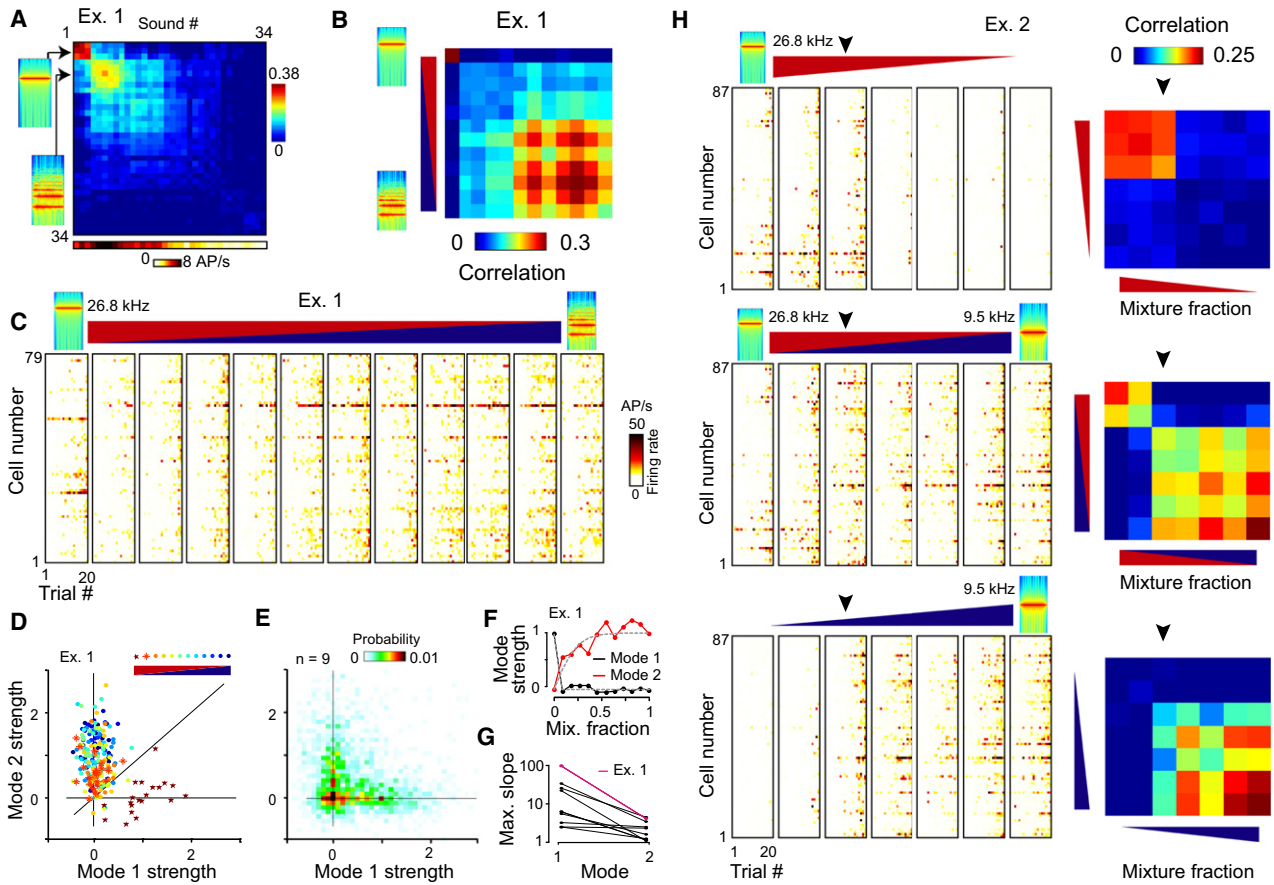 A
Ex. 1
Sound #
1
34
34
0.38
0
0
8 AP/s
B
Ex. 1
0
0.3
Correlation
C
26.8 kHz
Ex. 1
79
Cell number
1
1
20
Trial #
AP/s
50
0
Firing rate
D
Ex. 1
Mode 2 strength
2
1
0
0
2
Mode 1 strength
E
Probability
0
0.01
n = 9
2
1
0
0
2
Mode 1 strength
F
Ex. 1
Mode strength
1
0
Mode 1
Mode 2
0
0.5
1
Mix. fraction
G
Ex. 1
Max. slope
100
10
1
1
2
Mode
H
Ex. 2
26.8 kHz
87
Cell number
1
Correlation
0
0.25
Mixture fraction
26.8 kHz
9.5 kHz
87
Cell number
1
Mixture fraction
9.5 kHz
87
Cell number
1
1
20
Trial #
Mixture fraction